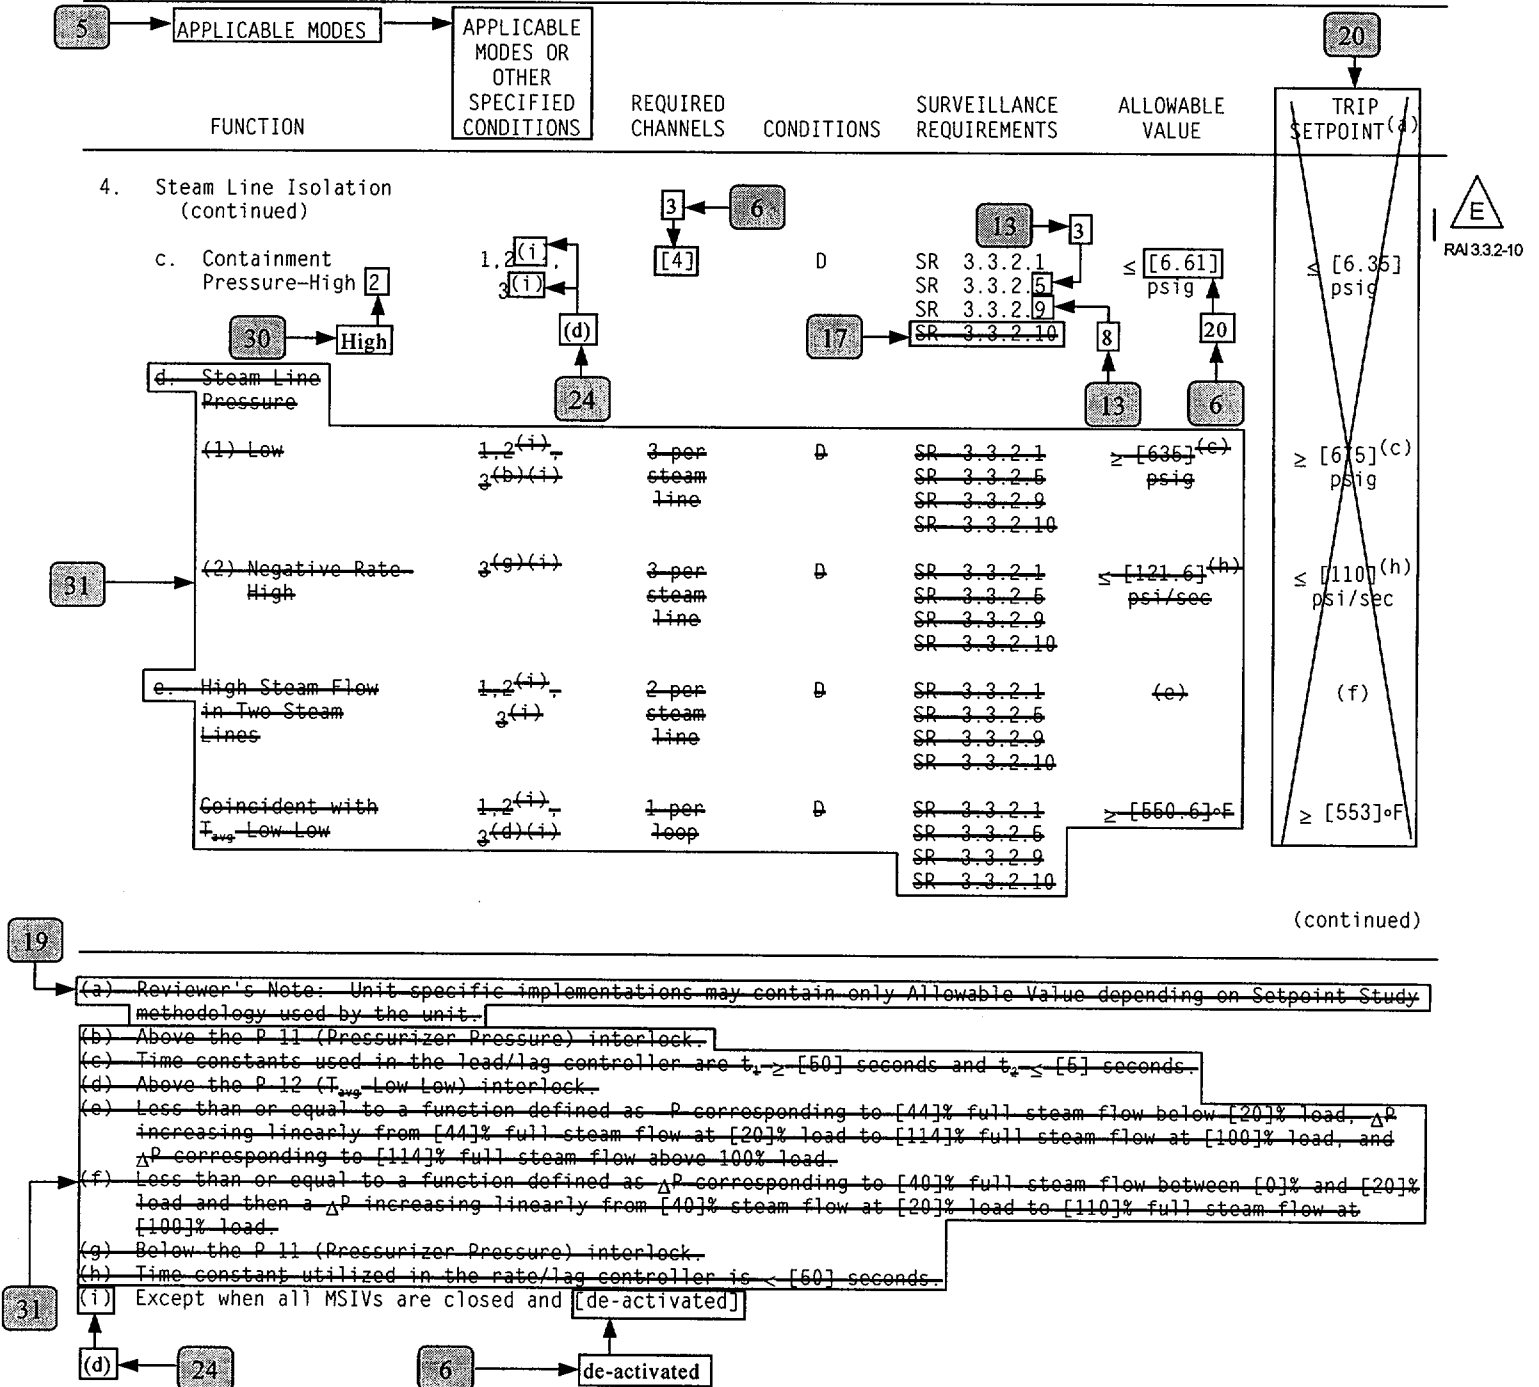 5
APPLICABLE MODES
APPLICABLE
MODES OR
OTHER
SPECIFIED
CONDITIONS
20
FUNCTION
REQUIRED
CHANNELS
CONDITIONS
SURVEILLANCE
REQUIREMENTS
ALLOWABLE
VALUE
TRIP
SETPOINT(a)
4. Steam Line Isolation
(continued)
3
6
13
3
E
RAI 3.3.2-10
c. Containment
Pressure-High 2
1,2(i),
3(i)
[4]
D
SR 3.3.2.1
SR 3.3.2.5
SR 3.3.2.9
SR 3.3.2.10
≤ [6.61]
psig
≤ [6.35]
psig
30
High
(d)
24
17
8
13
20
6
d. Steam Line
Pressure
(1) Low
1,2(i),
3(b)(i)
3 per
steam
line
D
SR 3.3.2.1
SR 3.3.2.5
SR 3.3.2.9
SR 3.3.2.10
≥ [635](c)
psig
≥ [675](c)
psig
31
(2) Negative Rate-
High
3(g)(i)
3 per
steam
line
D
SR 3.3.2.1
SR 3.3.2.5
SR 3.3.2.9
SR 3.3.2.10
≤ [121.6](h)
psi/sec
≤ [110](h)
psi/sec
e. High Steam Flow
in Two Steam
Lines
1,2(i),
3(i)
2 per
steam
line
D
SR 3.3.2.1
SR 3.3.2.5
SR 3.3.2.9
SR 3.3.2.10
(e)
(f)
Coincident with
Tavg-Low Low
1,2(i),
3(d)(i)
1 per
loop
D
SR 3.3.2.1
SR 3.3.2.5
SR 3.3.2.9
SR 3.3.2.10
≥ [550.6]°F
≥ [553]°F
(continued)
19
(a) Reviewer's Note: Unit specific implementations may contain only Allowable Value depending on Setpoint Study
methodology used by the unit.
(b) Above the P-11 (Pressurizer Pressure) interlock.
(c) Time constants used in the lead/lag controller are t1 ≥ [50] seconds and t2 ≤ [5] seconds.
(d) Above the P-12 (Tavg-Low Low) interlock.
(e) Less than or equal to a function defined as P corresponding to [44]% full steam flow below [20]% load, ΔP
increasing linearly from [44]% full steam flow at [20]% load to [114]% full steam flow at [100]% load, and
ΔP corresponding to [114]% full steam flow above 100% load.
(f) Less than or equal to a function defined as ΔP corresponding to [40]% full steam flow between [0]% and [20]%
load and then a ΔP increasing linearly from [40]% steam flow at [20]% load to [110]% full steam flow at
[100]% load.
(g) Below the P-11 (Pressurizer Pressure) interlock.
(h) Time constant utilized in the rate/lag controller is < [50] seconds.
31
(i) Except when all MSIVs are closed and [de-activated]
(d)
24
6
de-activated